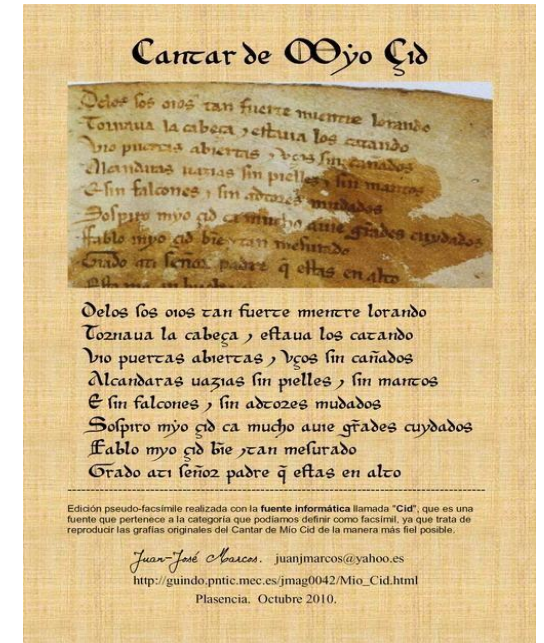 Cantar de Myo Çid
Delos sos oios tan fuerte mientre lorando
Tornaua la cabeça ⁊ estaua los catando
Vio puertas abiertas ⁊ vços sin cañados
Alcandaras uazias sin pielles ⁊ sin mantos
E sin falcones ⁊ sin adtores mudados
Sospiro myo çid ca mucho auie grādes cuydados
Fablo myo çid bīe ⁊ tan mesurado
Grado ati señor padre q̄ estas en alto
Delos sos oios tan fuerte mientre lorando
Tornaua la cabeça ⁊ estaua los catando
Vio puertas abiertas ⁊ vços sin cañados
Alcandaras uazias sin pielles ⁊ sin mantos
E sin falcones ⁊ sin adtores mudados
Sospiro myo çid ca mucho auie gr̃ades cuydados
Fablo myo çid bīe ⁊ tan mesurado
Grado ati señor padre q̄ estas en alto
Edición pseudo-facsímile realizada con la fuente informática llamada "Cid", que es una
fuente que pertenece a la categoría que podíamos definir como facsímil, ya que trata de
reproducir las grafías originales del Cantar de Mío Cid de la manera más fiel posible.
Juan-José Marcos. juanjmarcos@yahoo.es
http://guindo.pntic.mec.es/jmag0042/Mio_Cid.html
Plasencia. Octubre 2010.